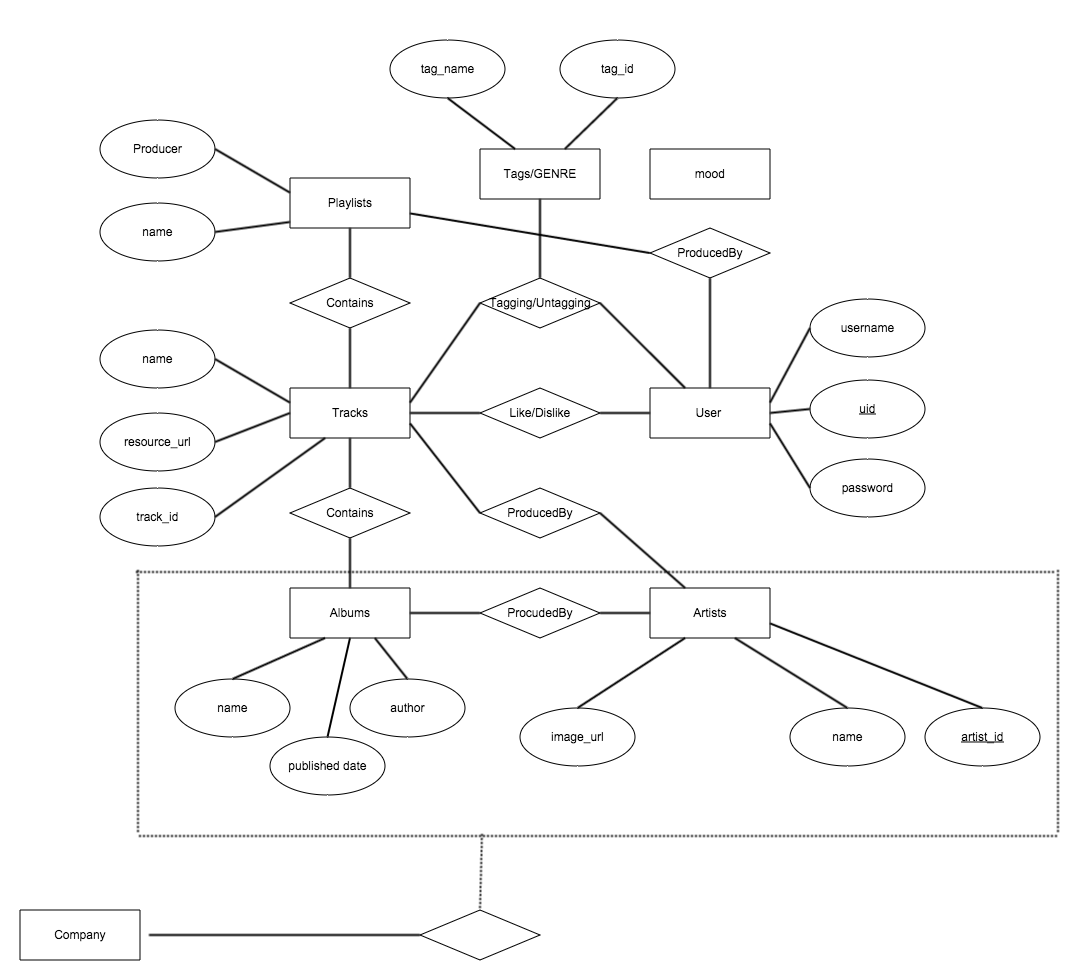 tag_name
tag_id
Producer
Tags/GENRE
mood
Playlists
name
ProducedBy
Contains
Tagging/Untagging
username
name
Tracks
Like/Dislike
User
uid
resource_url
password
track_id
Contains
ProducedBy
Albums
ProcudedBy
Artists
name
author
image_url
name
artist_id
published date
Company